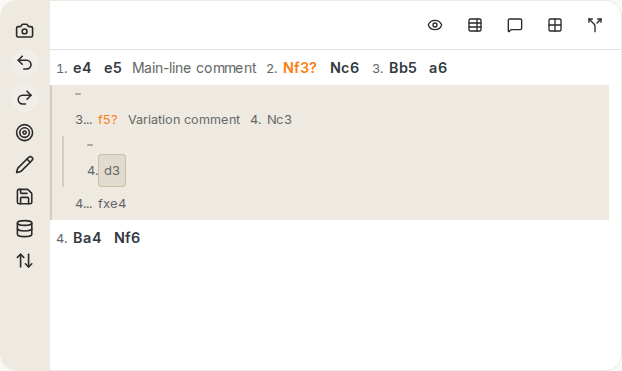 1. e4 e5 Main-line comment 2. Nf3? Nc6 3. Bb5 a6
–
3... f5? Variation comment 4. Nc3
–
4. d3
4... fxe4
4. Ba4 Nf6